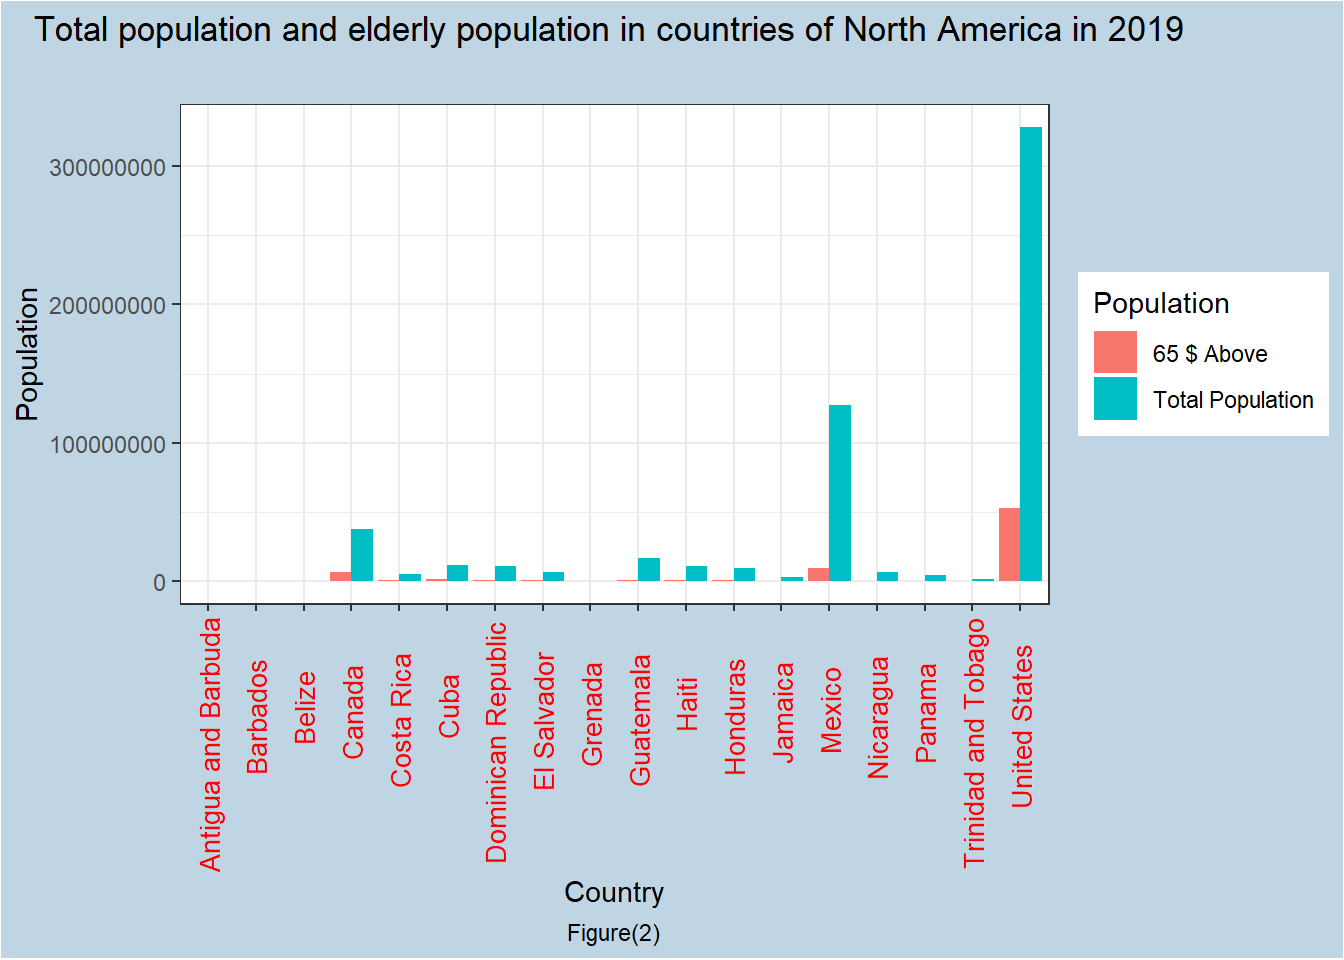 Total population and elderly population in countries of North America in 2019
Population
300000000
200000000
100000000
0
Antigua and Barbuda
Barbados
Belize
Canada
Costa Rica
Cuba
Dominican Republic
El Salvador
Grenada
Guatemala
Haiti
Honduras
Jamaica
Mexico
Nicaragua
Panama
Trinidad and Tobago
United States
Country
Figure(2)
Population
65 $ Above
Total Population